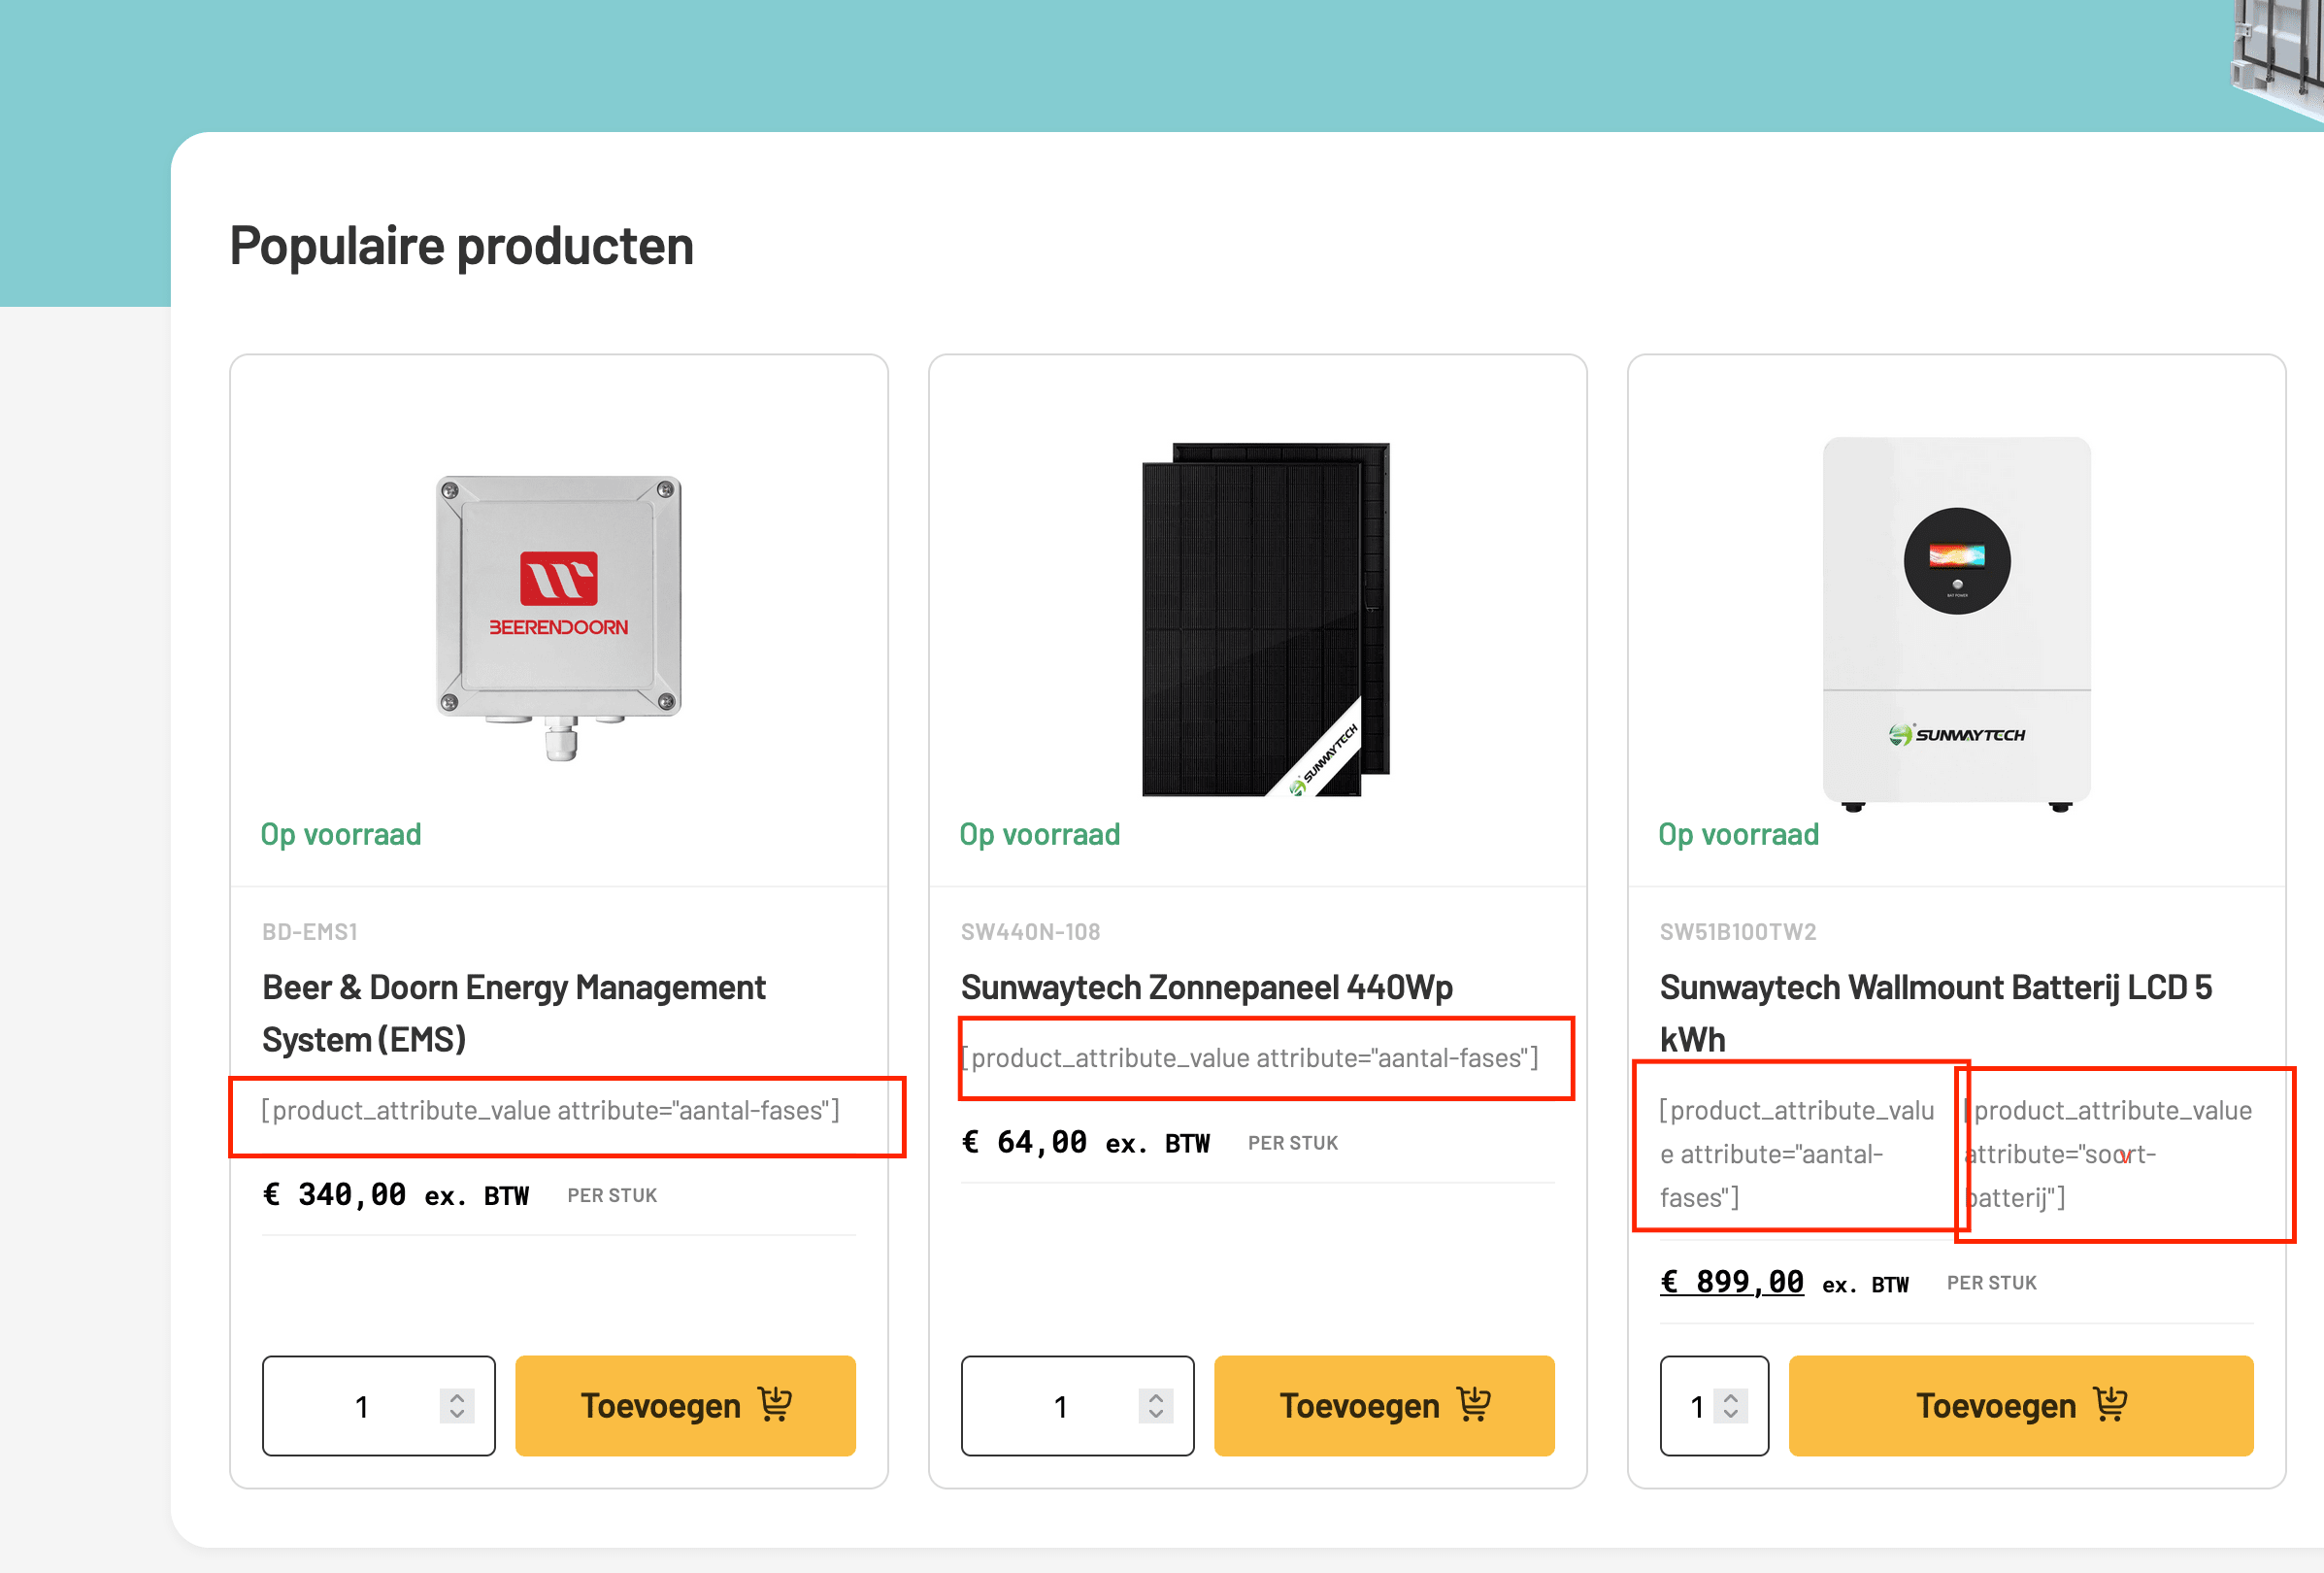 Populaire producten
BEERENDOORN
SUNWAYTECH
SUNWAYTECH
Op voorraad
Op voorraad
Op voorraad
BD-EMS1
Beer & Doorn Energy Management
System (EMS)
[product_attribute_value attribute="aantal-fases"]
€ 340,00 ex. BTW PER STUK
1
Toevoegen
SW440N-108
Sunwaytech Zonnepaneel 440Wp
[product_attribute_value attribute="aantal-fases"]
€ 64,00 ex. BTW PER STUK
1
Toevoegen
SW51B100TW2
Sunwaytech Wallmount Batterij LCD 5
kWh
[product_attribute_valu
e attribute="aantal-
fases"]
[product_attribute_value
attribute="soort-
batterij"]
€ 899,00 ex. BTW PER STUK
1
Toevoegen